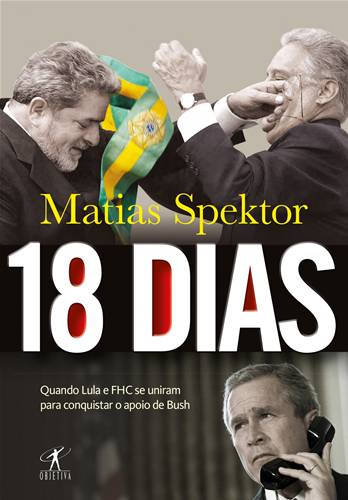 Matias Spektor
18 DIAS
Quando Lula e FHC se uniram
para conquistar o apoio de Bush
OBJETIVA